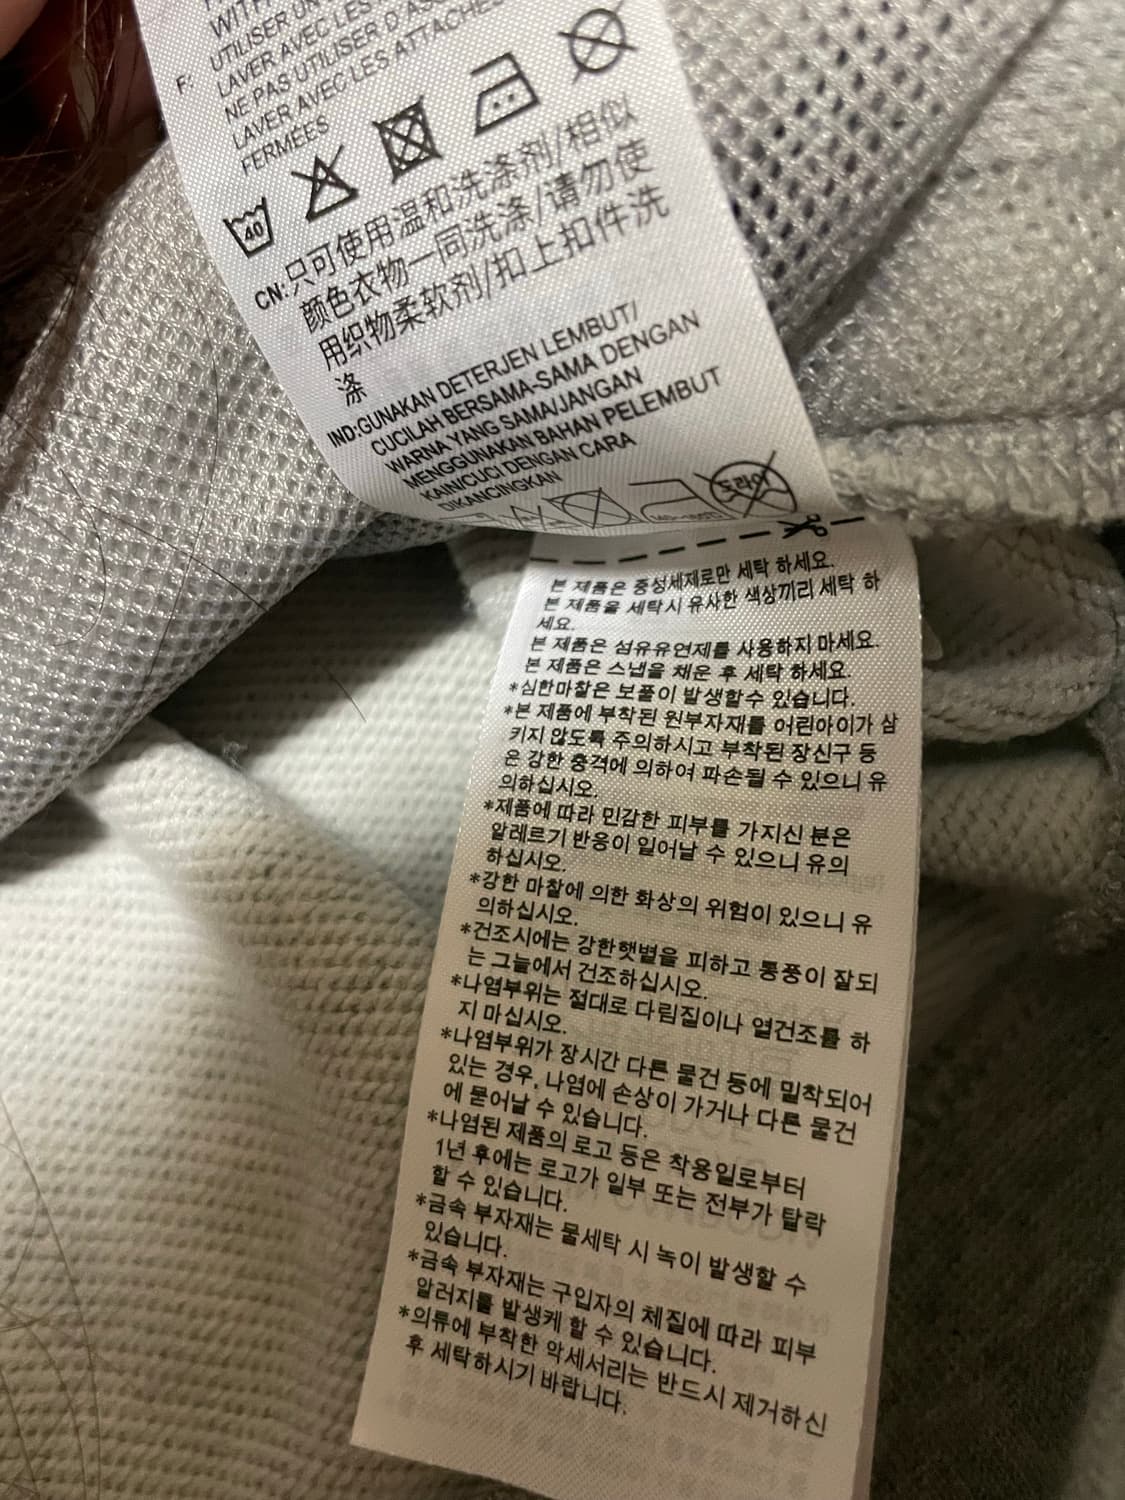 WITH
UTILISER UN
LAVER AVEC LES
NE PAS UTILISER D'
LAVER AVEC LES ATTACHES
FERMÉES
F:
40
CN:只可使用温和洗涤剂/相似
颜色衣物一同洗涤/请勿使
用织物柔软剂/扣上扣件洗
涤
IND:GUNAKAN DETERJEN LEMBUT/
CUCILAH BERSAMA-SAMA DENGAN
WARNA YANG SAMA/JANGAN
MENGGUNAKAN BAHAN PELEMBUT
KAIN/CUCI DENGAN CARA
DIKANCINGKAN
드라이
본 제품은 중성세제로만 세탁 하세요.
본 제품을 세탁시 유사한 색상끼리 세탁 하
세요.
본 제품은 섬유유연제를 사용하지 마세요.
본 제품은 스냅을 채운 후 세탁 하세요.
*심한마찰은 보풀이 발생할수 있습니다.
*본 제품에 부착된 원부자재를 어린아이가 삼
키지 않도록 주의하시고 부착된 장신구 등
은 강한 충격에 의하여 파손될 수 있으니 유
의하십시오.
*제품에 따라 민감한 피부를 가지신 분은
알레르기 반응이 일어날 수 있으니 유의
하십시오.
*강한 마찰에 의한 화상의 위험이 있으니 유
의하십시오.
*건조시에는 강한햇볕을 피하고 통풍이 잘되
는 그늘에서 건조하십시오.
*나염부위는 절대로 다림질이나 열건조를 하
지 마십시오.
*나염부위가 장시간 다른 물건 등에 밀착되어
있는 경우, 나염에 손상이 가거나 다른 물건
에 묻어날 수 있습니다.
*나염된 제품의 로고 등은 착용일로부터
1년 후에는 로고가 일부 또는 전부가 탈락
할 수 있습니다.
*금속 부자재는 물세탁 시 녹이 발생할 수
있습니다.
*금속 부자재는 구입자의 체질에 따라 피부
알러지를 발생케 할 수 있습니다.
*의류에 부착한 악세서리는 반드시 제거하신
후 세탁하시기 바랍니다.